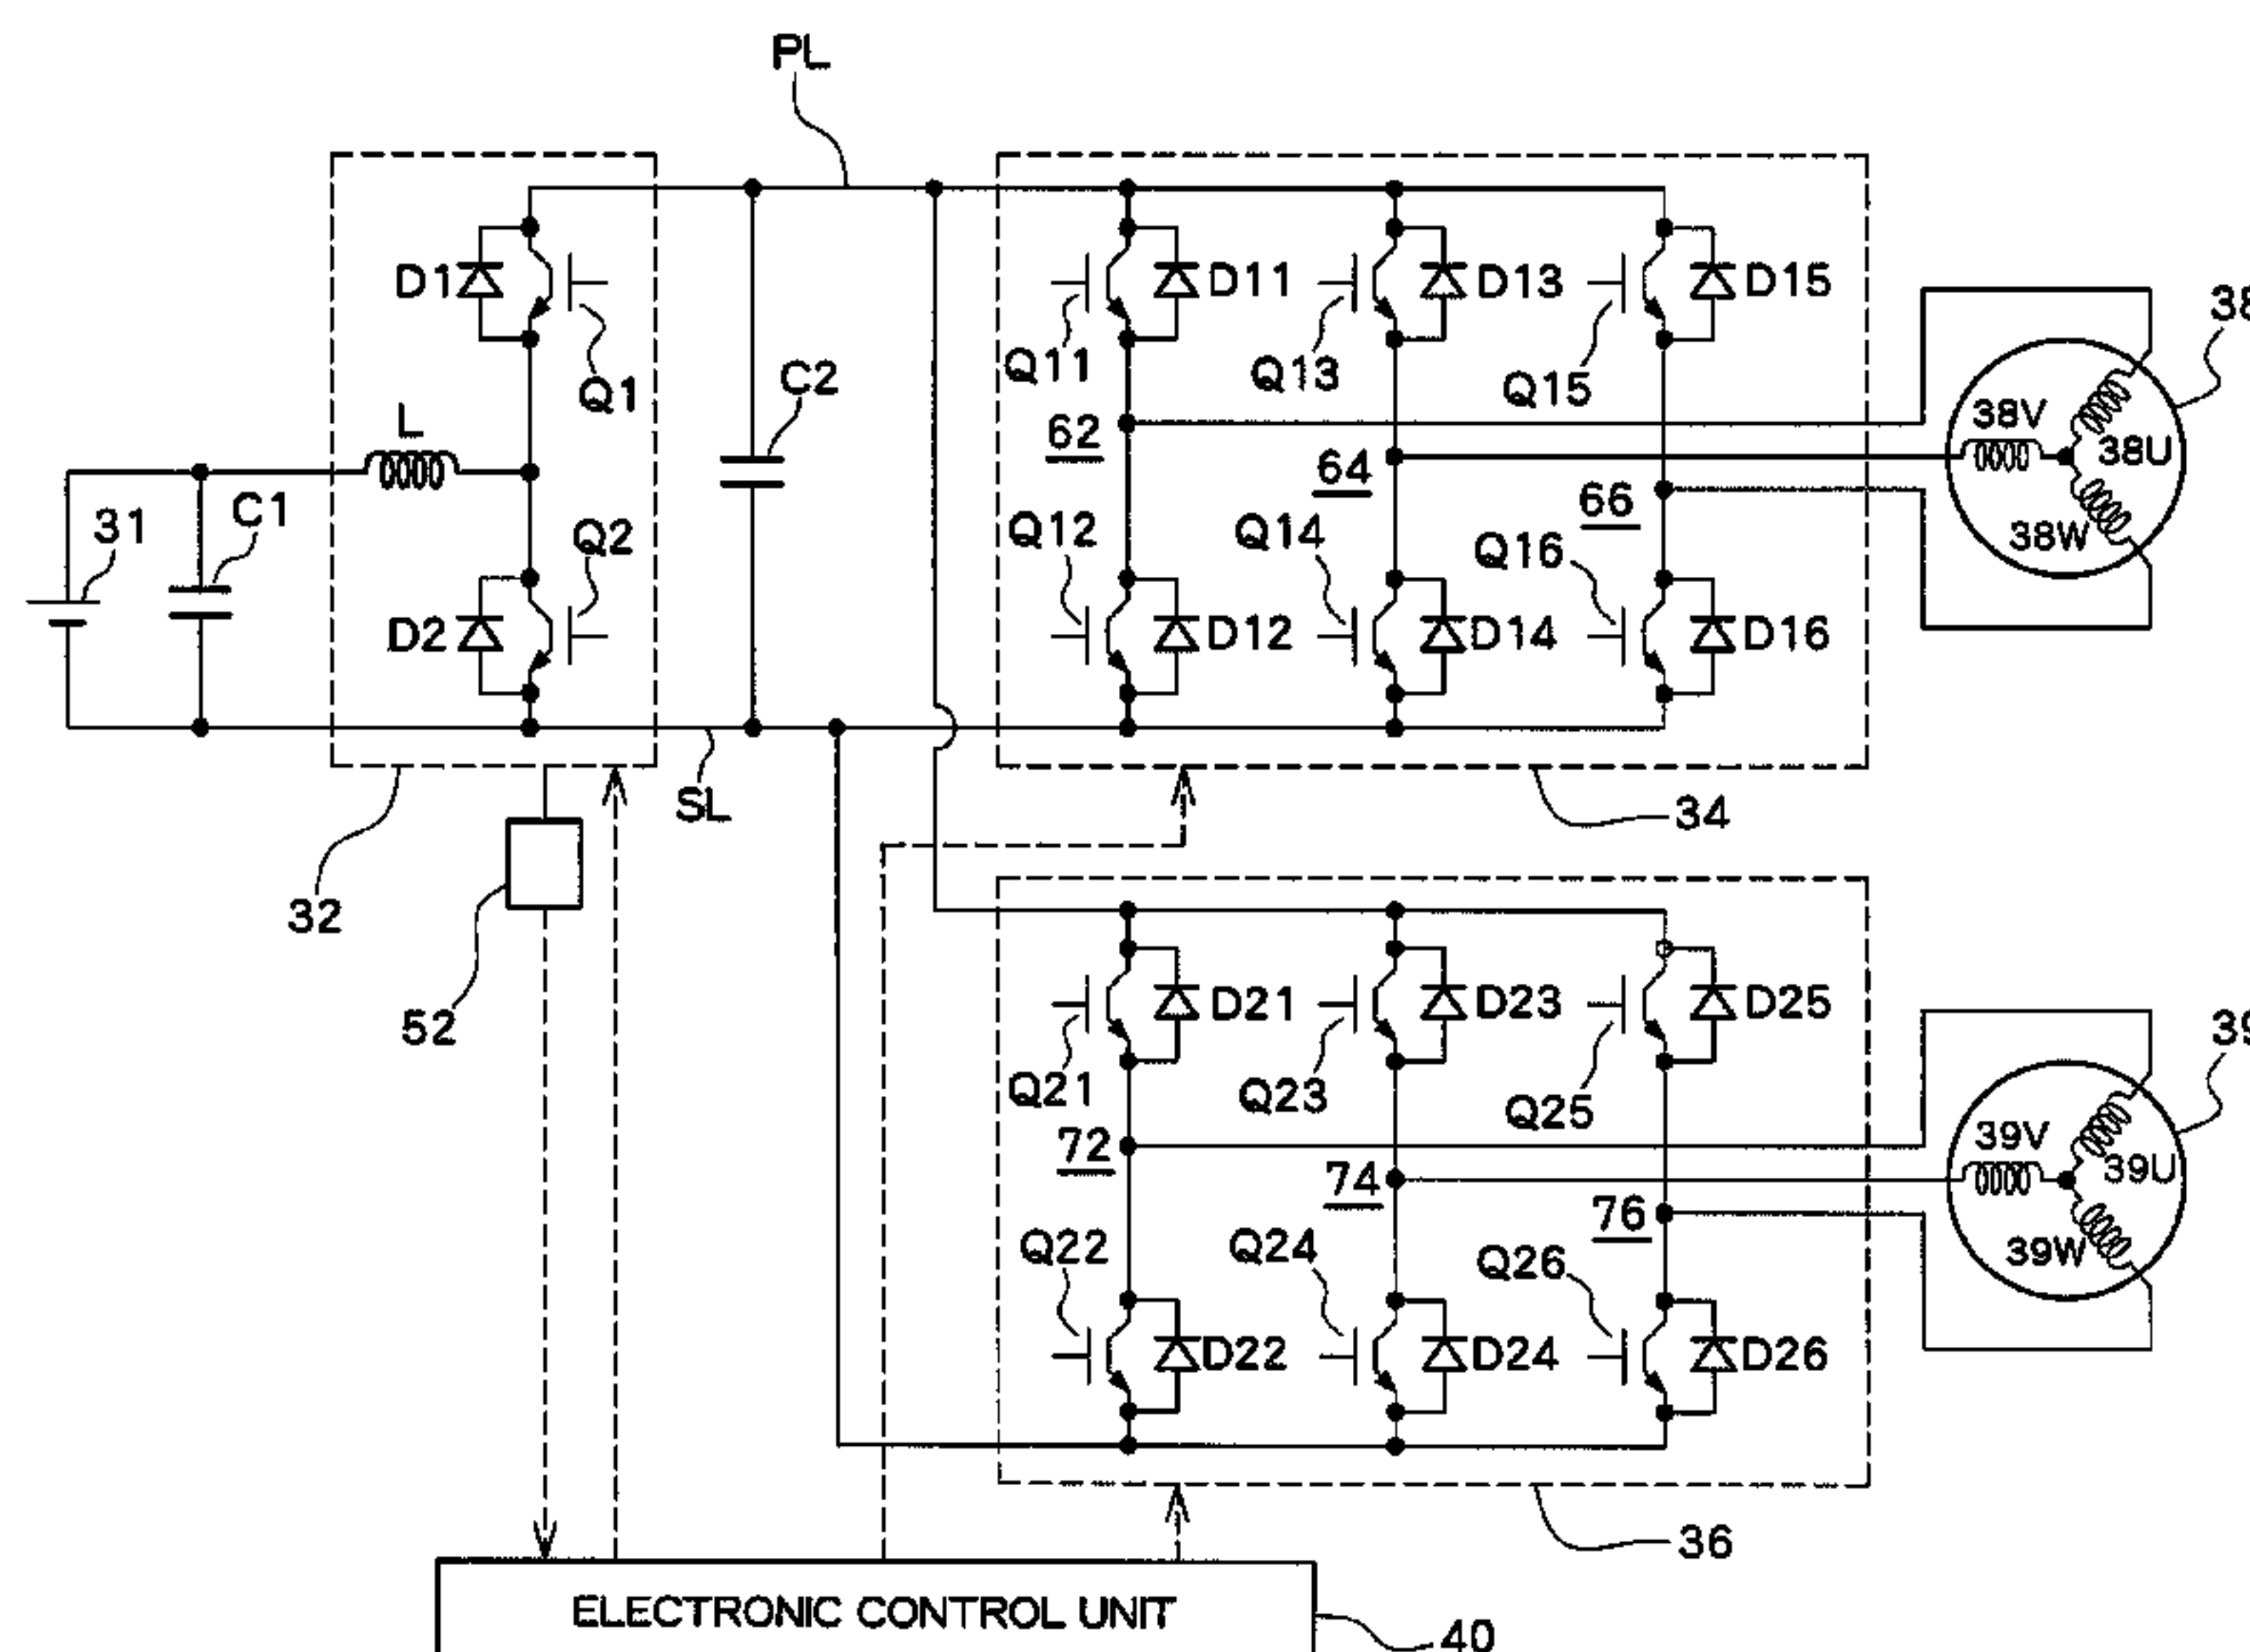 PL
D1
Q1
L
C1
31
Q2
D2
C2
D11
D13
D15
Q11
Q13
Q15
62
64
66
Q12
Q14
Q16
D12
D14
D16
38
38V
38U
38W
SL
32
52
34
D21
D23
D25
Q21
Q23
Q25
72
74
76
Q22
Q24
Q26
D22
D24
D26
39
39V
39U
39W
36
ELECTRONIC CONTROL UNIT
40